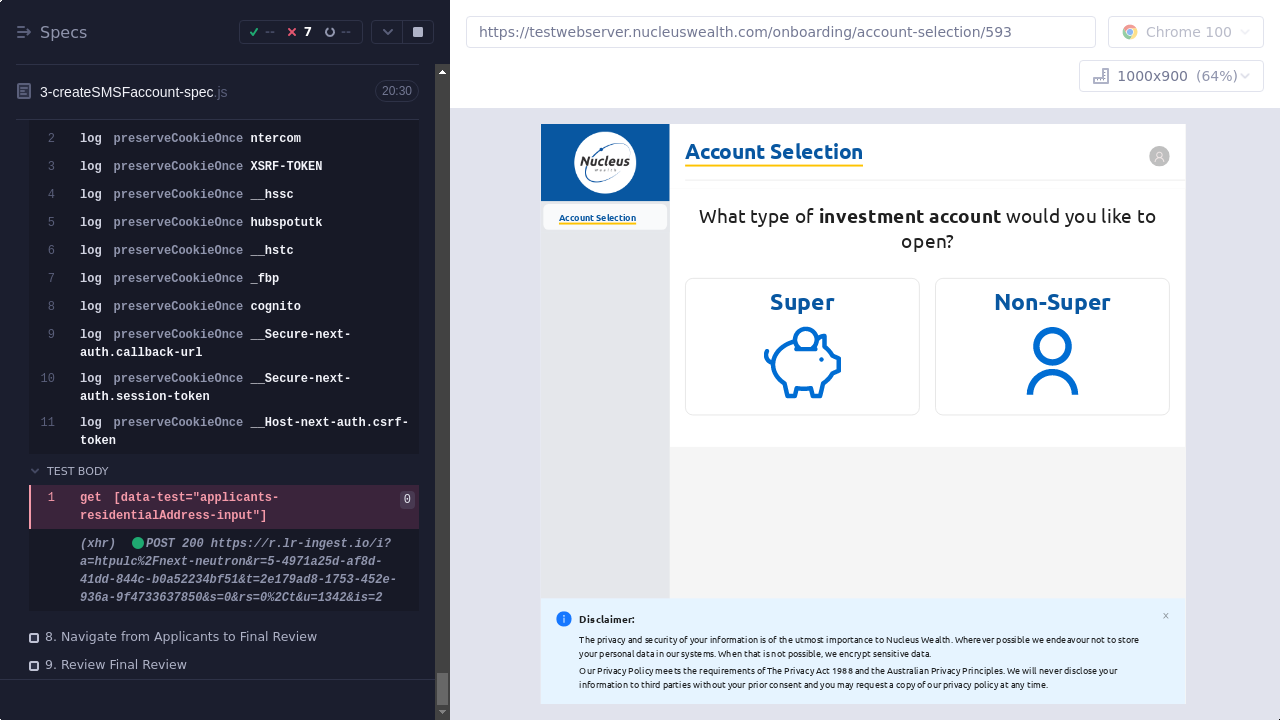 Specs
--
7
--
3-createSMSFaccount-spec.js
20:30
2 log preserveCookieOnce ntercom
3 log preserveCookieOnce XSRF-TOKEN
4 log preserveCookieOnce __hssc
5 log preserveCookieOnce hubspotutk
6 log preserveCookieOnce __hstc
7 log preserveCookieOnce _fbp
8 log preserveCookieOnce cognito
9 log preserveCookieOnce __Secure-next-
auth.callback-url
10 log preserveCookieOnce __Secure-next-
auth.session-token
11 log preserveCookieOnce __Host-next-auth.csrf-
token
TEST BODY
1 get [data-test="applicants-
residentialAddress-input"]
0
(xhr) POST 200 https://r.lr-ingest.io/i?
a=htpulc%2Fnext-neutron&r=5-4971a25d-af8d-
41dd-844c-b0a52234bf51&t=2e179ad8-1753-452e-
936a-9f4733637850&s=0&rs=0%2Ct&u=1342&is=2
8. Navigate from Applicants to Final Review
9. Review Final Review
https://testwebserver.nucleuswealth.com/onboarding/account-selection/593
Chrome 100
1000x900 (64%)
Nucleus
Wealth
Account Selection
Account Selection
What type of investment account would you like to
open?
Super
Non-Super
Disclaimer:
×
The privacy and security of your information is of the utmost importance to Nucleus Wealth. Wherever possible we endeavour not to store
your personal data in our systems. When that is not possible, we encrypt sensitive data.
Our Privacy Policy meets the requirements of The Privacy Act 1988 and the Australian Privacy Principles. We will never disclose your
information to third parties without your prior consent and you may request a copy of our privacy policy at any time.